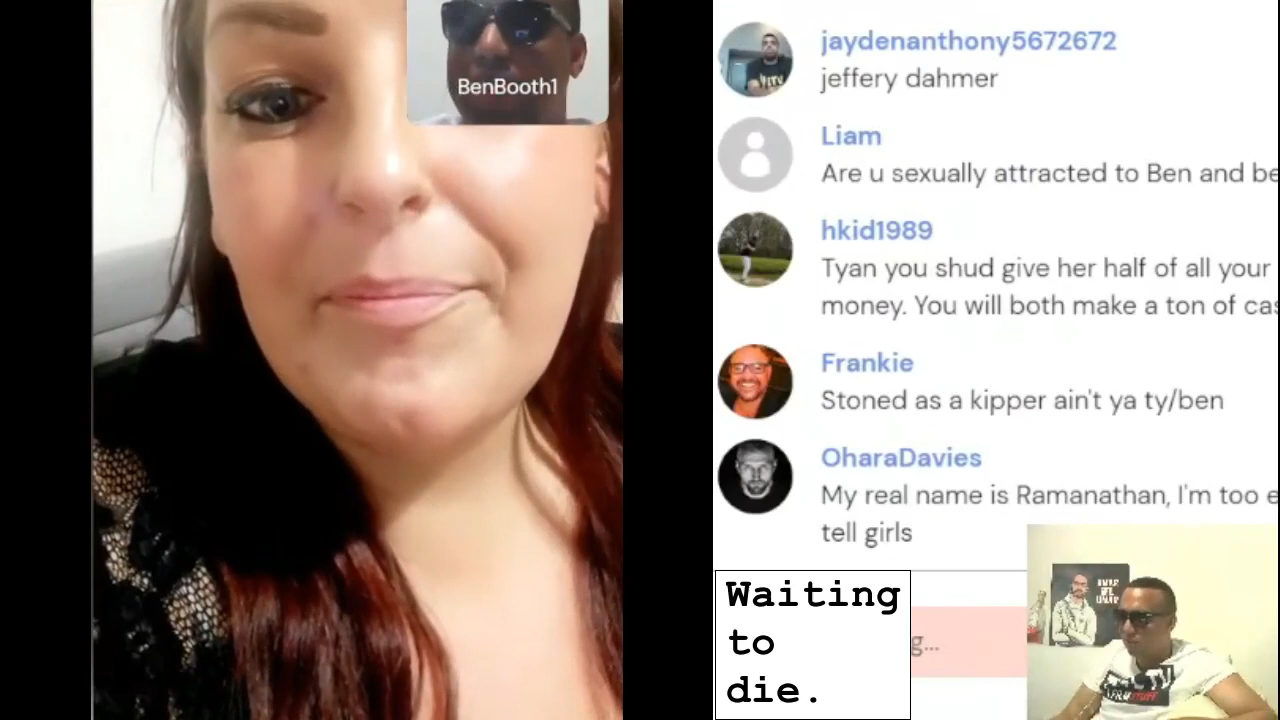 BenBooth1
jaydenanthony5672672
jeffery dahmer
Liam
Are u sexually attracted to Ben and be
hkid1989
Tyan you shud give her half of all your
money. You will both make a ton of cas
Frankie
Stoned as a kipper ain't ya ty/ben
OharaDavies
My real name is Ramanathan, I'm too e
tell girls
Waiting
to
die.
g...